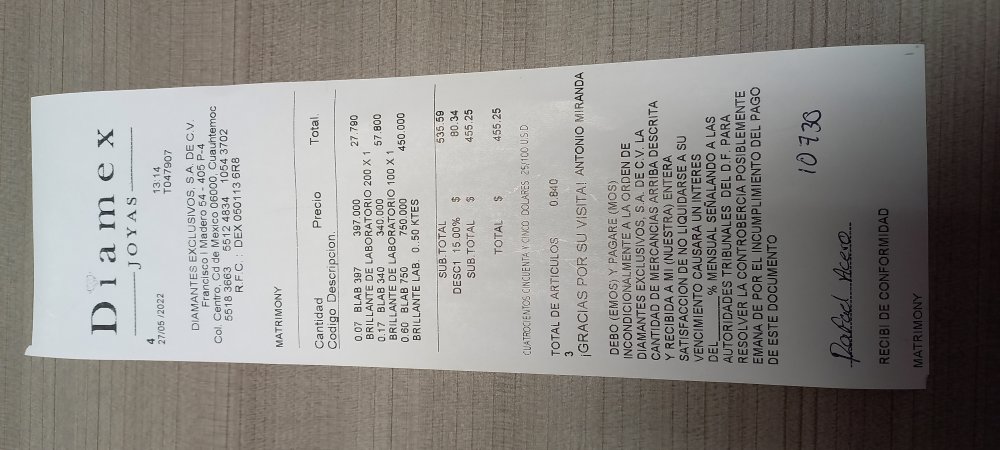 Diamex
JOYAS
4
27/05/2022 13:14
T047907
DIAMANTES EXCLUSIVOS, S.A. DE C.V.
Francisco I Madero 54 - 405 P-4
Col. Centro, Cd de Mexico 06000, Cuauhtemoc
5518 3663 5512 4834 1054 3702
R.F.C. : DEX 050113 6R8
MATRIMONY
Cantidad Precio Total.
Codigo Descripcion.
0.07 BLAB 397 397.000 27.790
BRILLANTE DE LABORATORIO 200 X 1
0.17 BLAB 340 340.000 57.800
BRILLANTE DE LABORATORIO 100 X 1
0.60 BLAB 750 750.000 450.000
BRILLANTE LAB. 0. 50 KTES
SUB.TOTAL 535.59
DESC1 15.00% $ 80.34
SUB.TOTAL $ 455.25
TOTAL $ 455.25
CUATROCIENTOS CINCUENTA Y CINCO DOLARES 25/100 U.S.D
TOTAL DE ARTICULOS 0.840
3
¡GRACIAS POR SU VISITA! ANTONIO MIRANDA
DEBO (EMOS) Y PAGARE (MOS)
INCONDICIONALMENTE A LA ORDEN DE
DIAMANTES EXCLUSIVOS, S.A. DE C.V. LA
CANTIDAD DE MERCANCIAS ARRIBA DESCRITA
Y RECIBIDA A MI (NUESTRA) ENTERA
SATISFACCION DE NO LIQUIDARSE A SU
VENCIMIENTO CAUSARA UN INTERES
DEL ___% MENSUAL SEÑALANDO A LAS
AUTORIDADES TRIBUNALES DEL D.F. PARA
RESOLVER LA CONTROBERCIA POSIBLEMENTE
EMANA DE POR EL INCUMPLIMIENTO DEL PAGO
DE ESTE DOCUMENTO
10730
RECIBI DE CONFORMIDAD
MATRIMONY